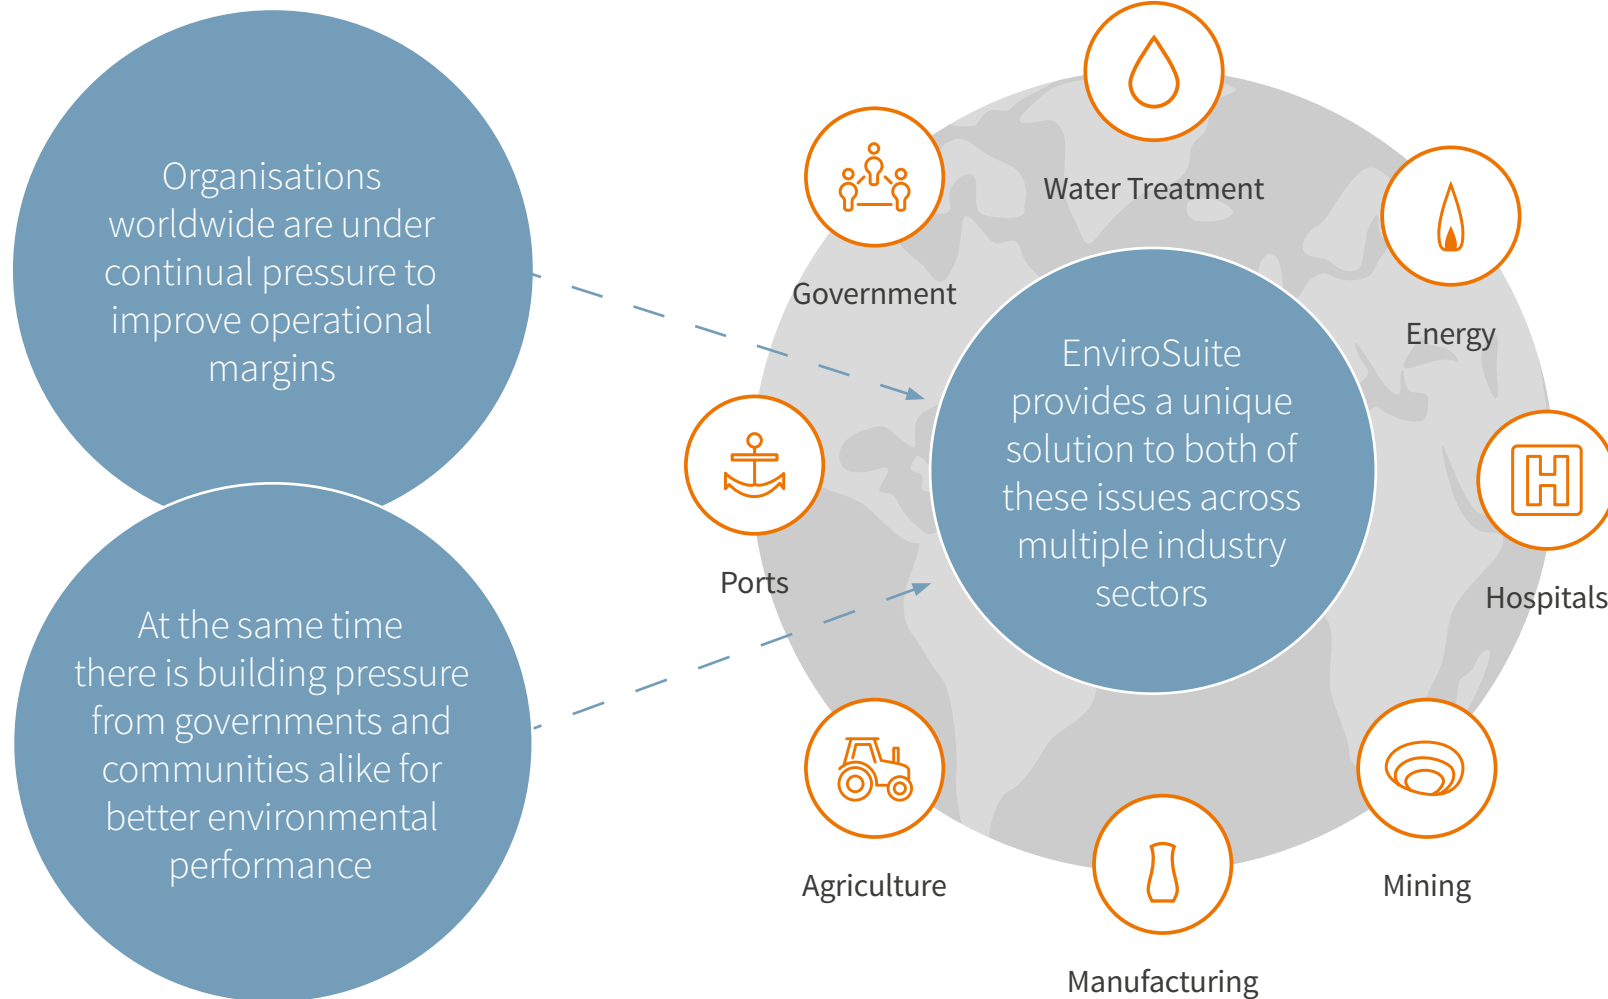 Organisations
worldwide are under
continual pressure to
improve operational
margins
At the same time
there is building pressure
from governments and
communities alike for
better environmental
performance
EnviroSuite
provides a unique
solution to both of
these issues across
multiple industry
sectors
Water Treatment
Government
Energy
Ports
H
Hospitals
Agriculture
Mining
Manufacturing